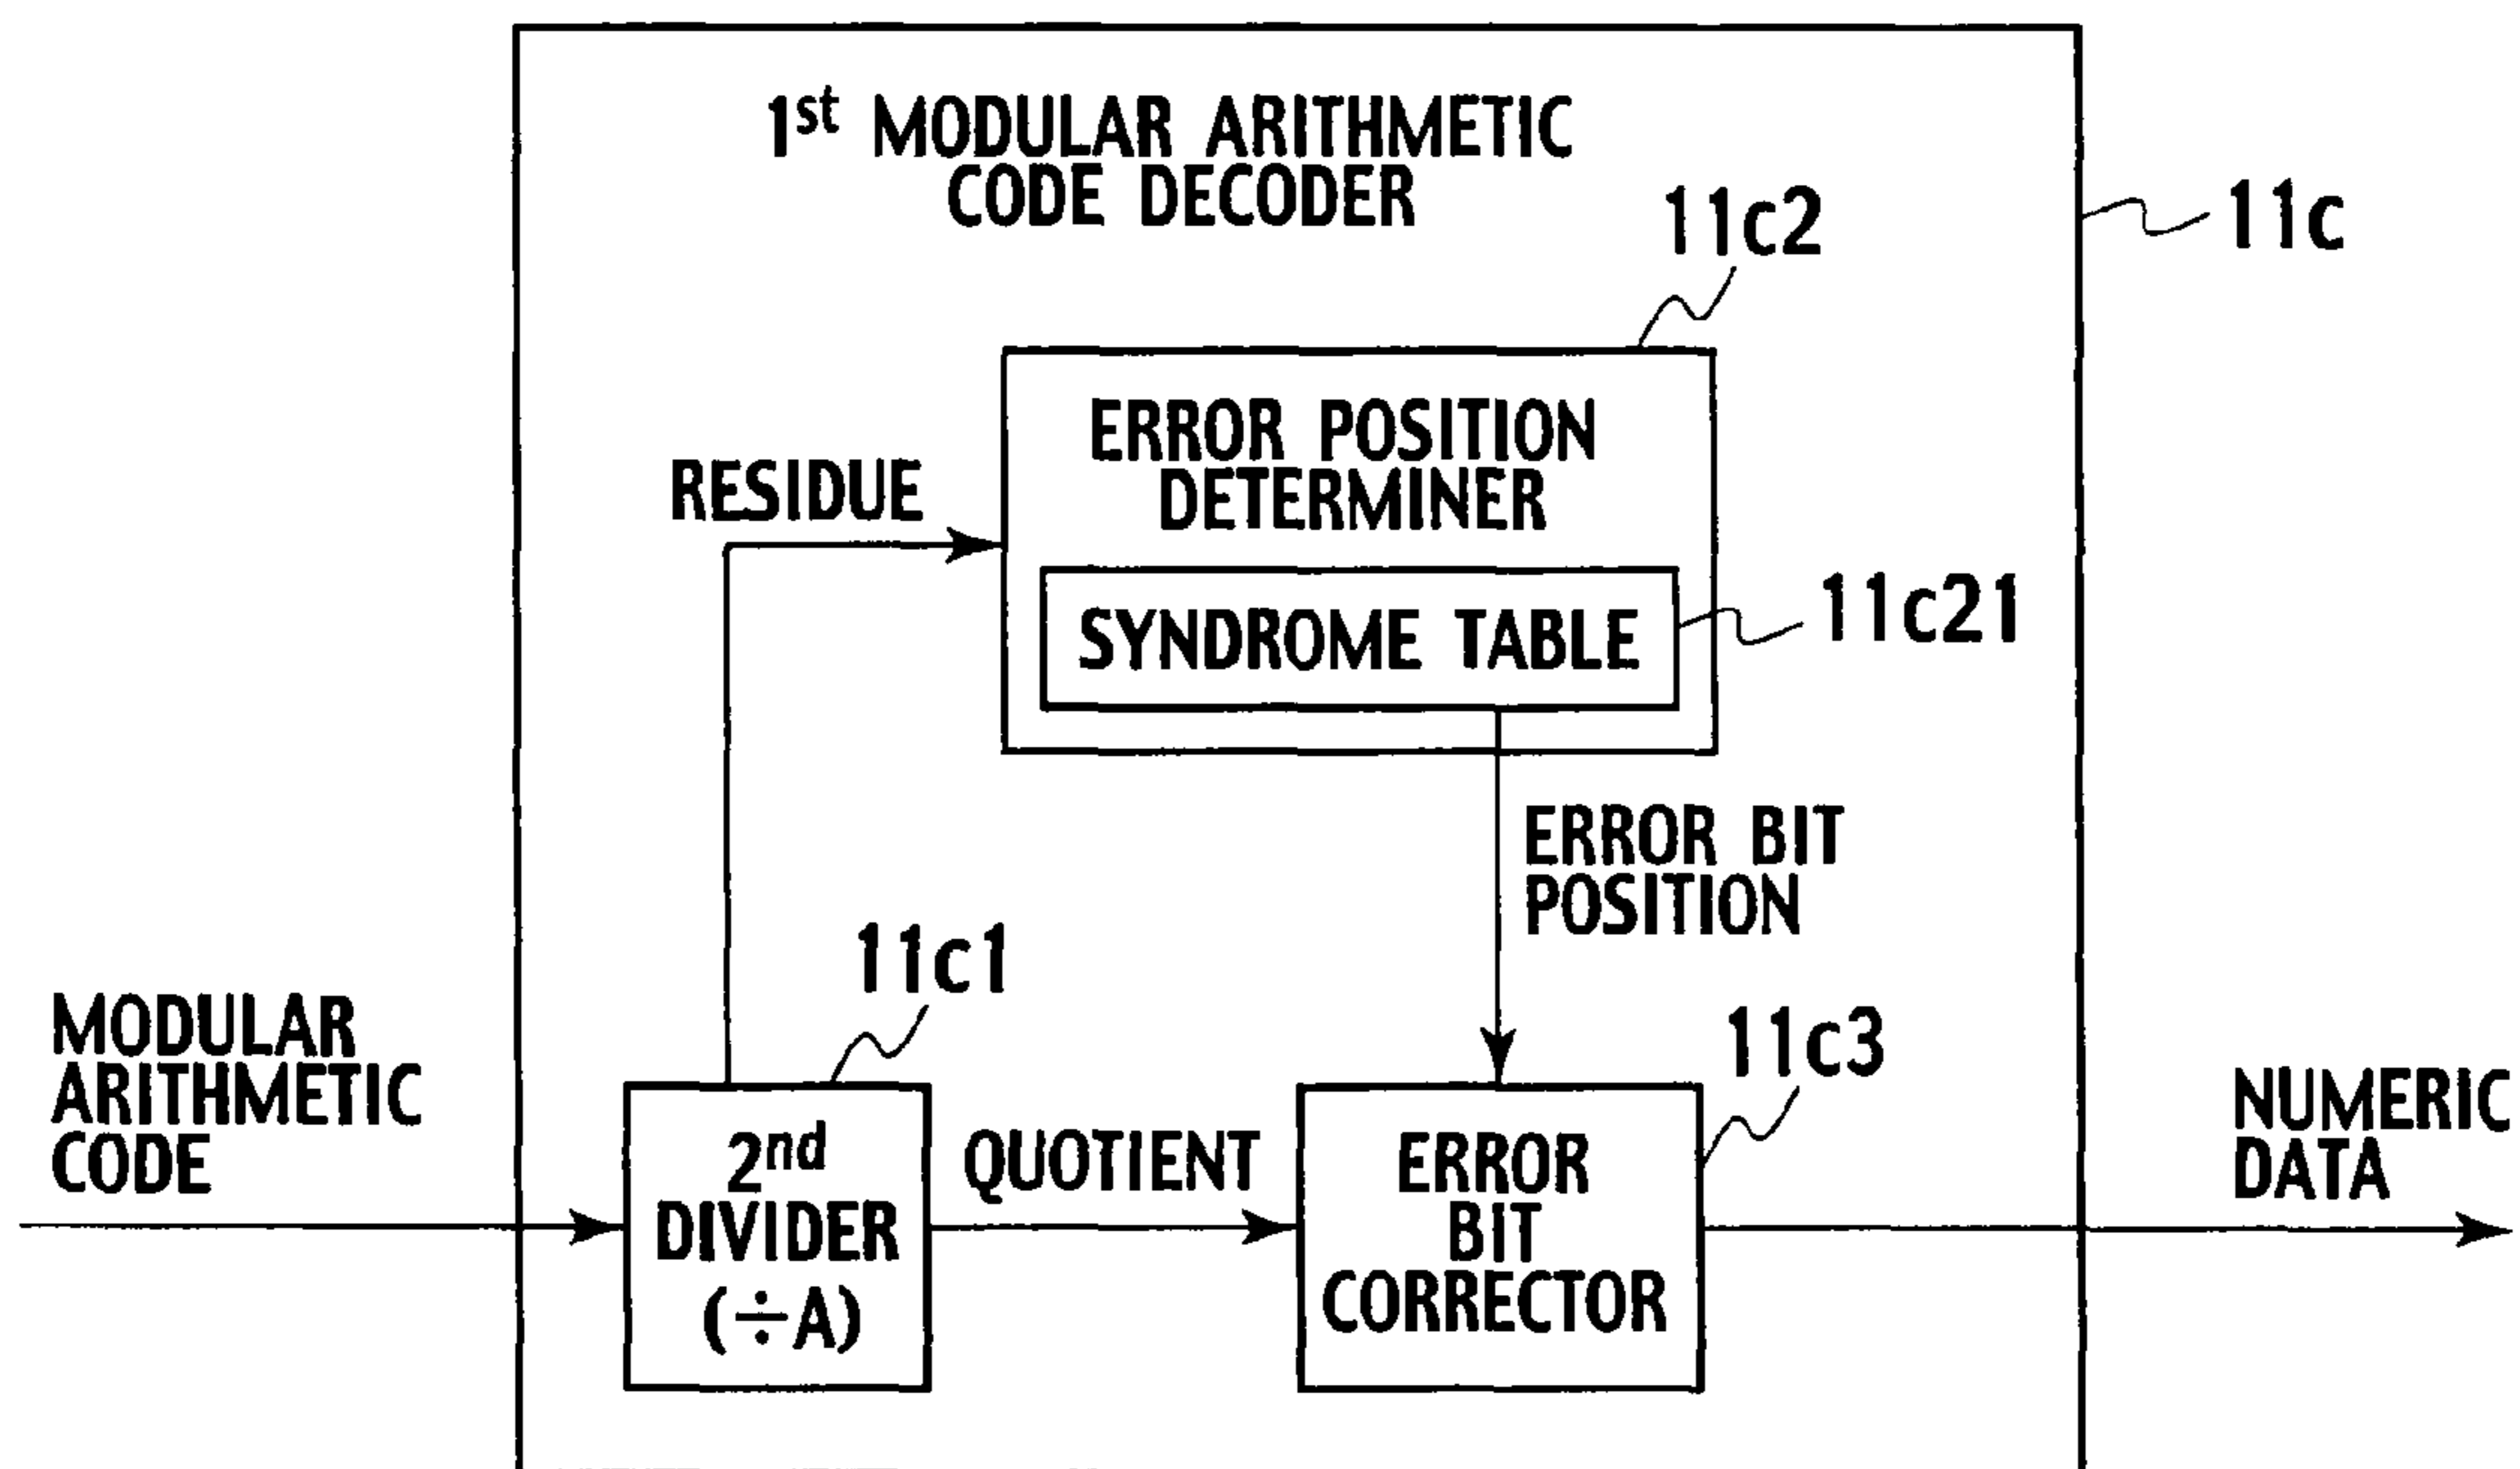 1st MODULAR ARITHMETIC
CODE DECODER
11c2
11c
ERROR POSITION
DETERMINER
RESIDUE
SYNDROME TABLE
11c21
ERROR BIT
POSITION
11c1
11c3
MODULAR
ARITHMETIC
CODE
2nd
DIVIDER
(÷A)
QUOTIENT
ERROR
BIT
CORRECTOR
NUMERIC
DATA